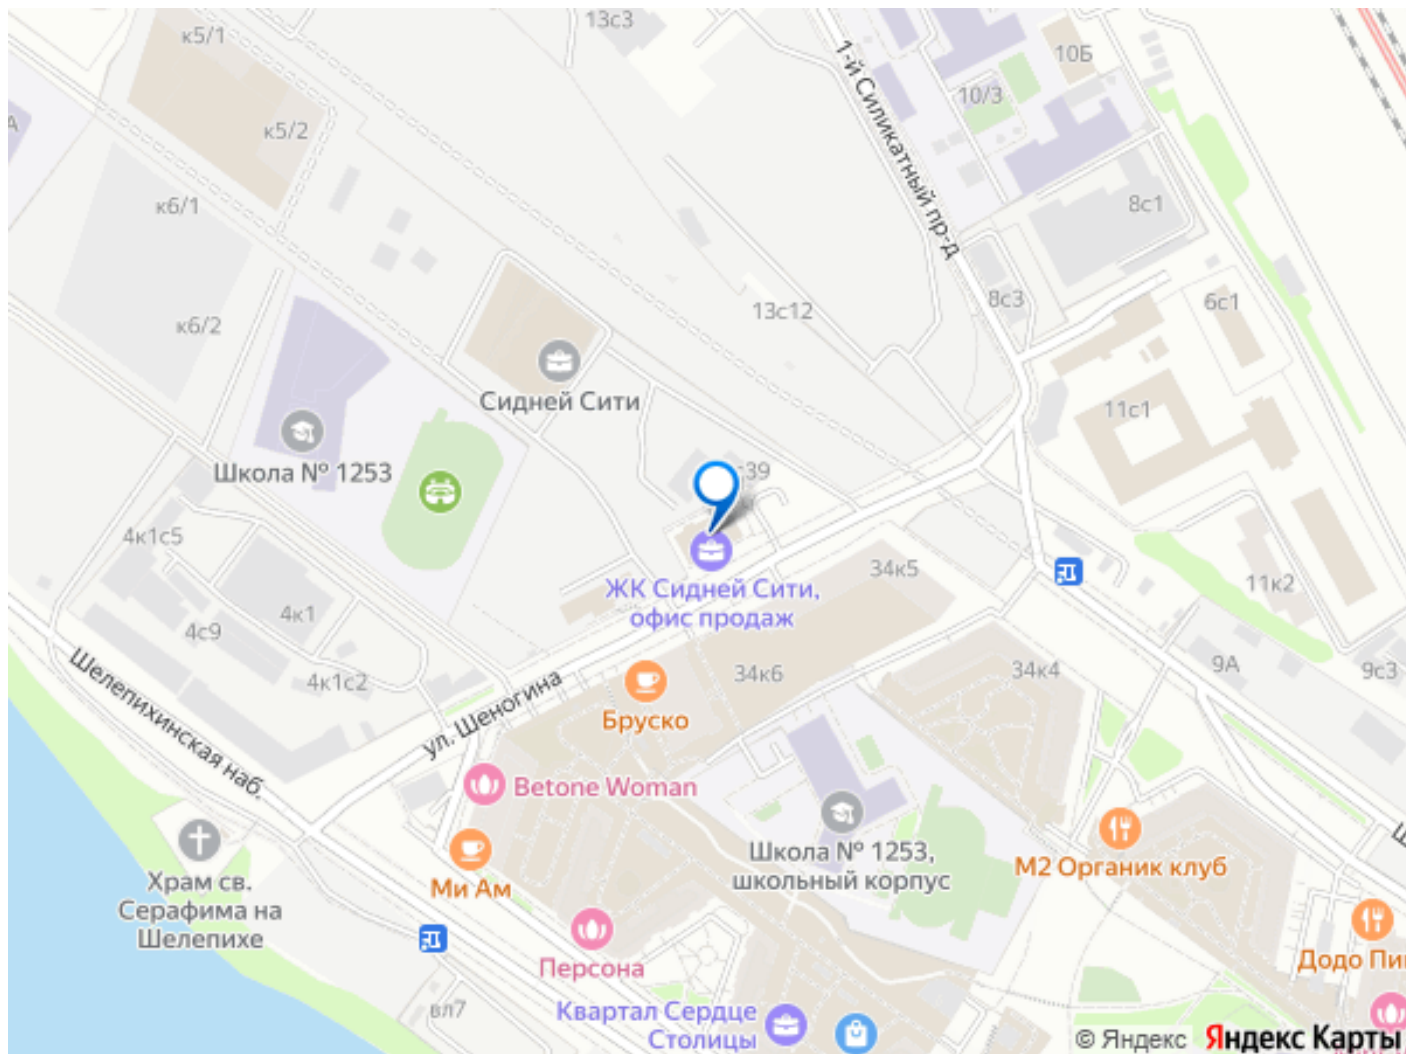 13с3
к5/1
10Б
10/3
1-й Силикатный пр-д
к5/2
А
к6/1
8с1
8с3
6с1
13с12
к6/2
Сидней Сити
11с1
Школа № 1253
39
4к1с5
34к5
11к2
ЖК Сидней Сити,
офис продаж
4к1
4с9
9А
9с3
34к4
34к6
4к1с2
Шелепихинская наб.
ул. Шеногина
Бруско
Betone Woman
Школа № 1253,
школьный корпус
М2 Органик клуб
Ми Ам
Храм св.
Серафима на
Шелепихе
Персона
Додо Пи
вл7
Квартал Сердце
Столицы
© Яндекс Яндекс Карты